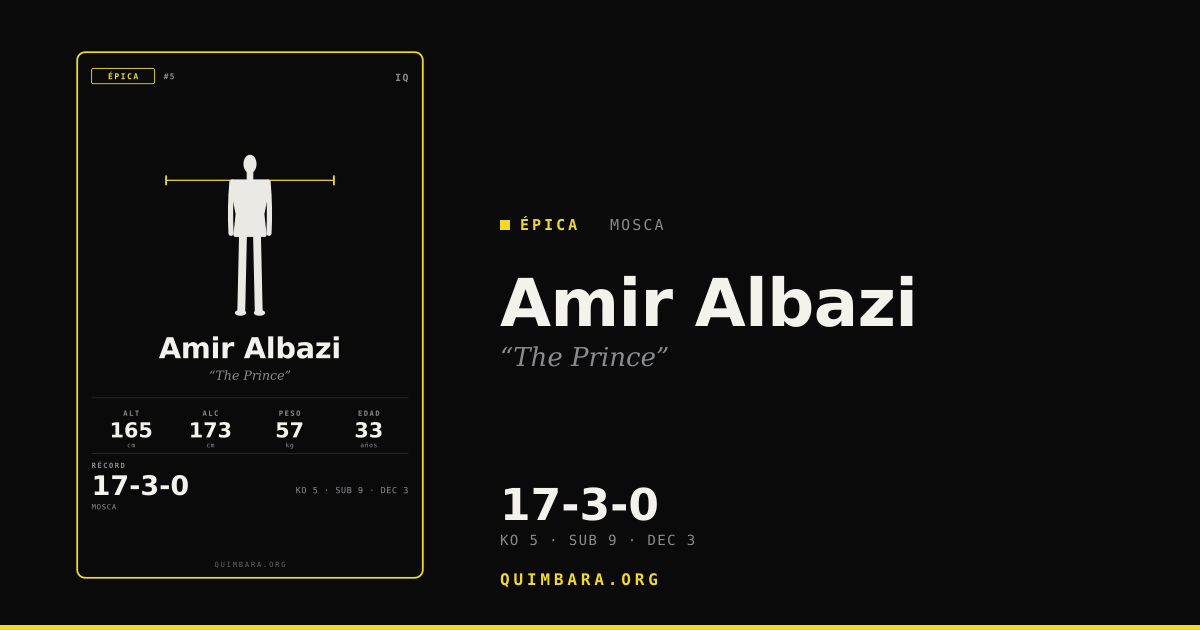 ÉPICA #5 IQ
Amir Albazi
“The Prince”
ALT ALC PESO EDAD
165 173 57 33
cm cm kg años
RÉCORD
17-3-0 KO 5 · SUB 9 · DEC 3
MOSCA
QUIMBARA.ORG
ÉPICA MOSCA
Amir Albazi
“The Prince”
17-3-0
KO 5 · SUB 9 · DEC 3
QUIMBARA.ORG